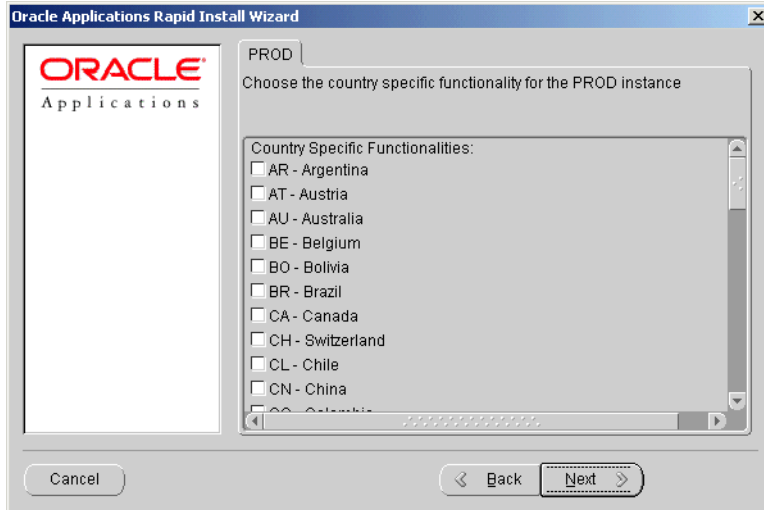 Oracle Applications Rapid Install Wizard
ORACLE
Applications
PROD
Choose the country specific functionality for the PROD instance
Country Specific Functionalities:
AR - Argentina
AT - Austria
AU - Australia
BE - Belgium
BO - Bolivia
BR - Brazil
CA - Canada
CH - Switzerland
CL - Chile
CN - China
Cancel
Back
Next